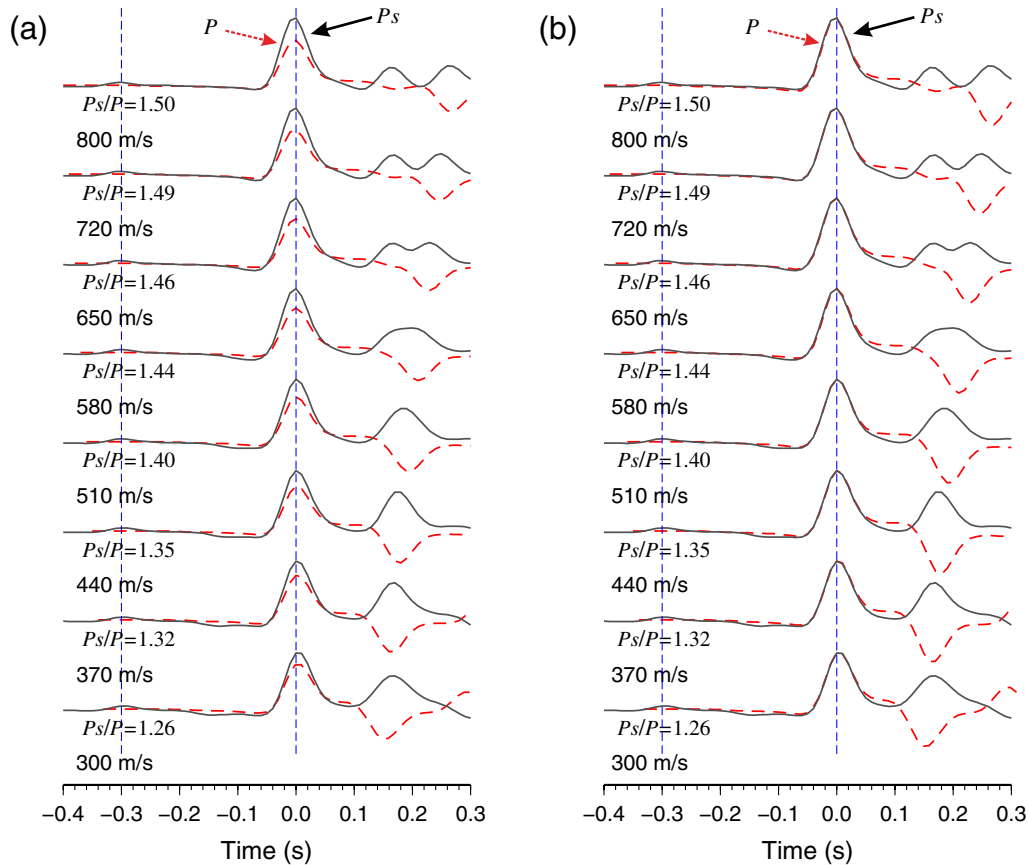 (a)
P
Ps
Ps/P=1.50
800 m/s
Ps/P=1.49
720 m/s
Ps/P=1.46
650 m/s
Ps/P=1.44
580 m/s
Ps/P=1.40
510 m/s
Ps/P=1.35
440 m/s
Ps/P=1.32
370 m/s
Ps/P=1.26
300 m/s
−0.4 −0.3 −0.2 −0.1 0.0 0.1 0.2 0.3
Time (s)
(b)
P
Ps
Ps/P=1.50
800 m/s
Ps/P=1.49
720 m/s
Ps/P=1.46
650 m/s
Ps/P=1.44
580 m/s
Ps/P=1.40
510 m/s
Ps/P=1.35
440 m/s
Ps/P=1.32
370 m/s
Ps/P=1.26
300 m/s
−0.4 −0.3 −0.2 −0.1 0.0 0.1 0.2 0.3
Time (s)